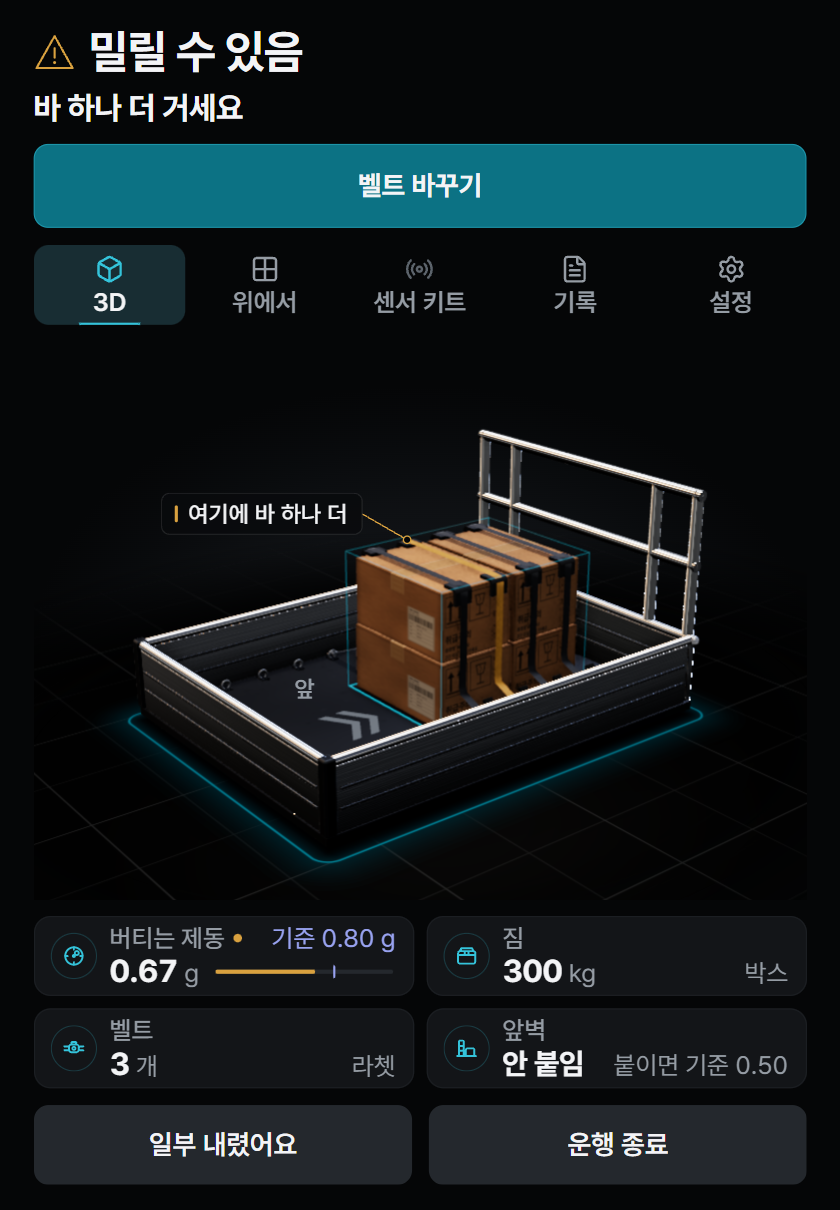 밀릴 수 있음
바 하나 더 거세요
벨트 바꾸기
3D
위에서
센서 키트
기록
설정
여기에 바 하나 더
앞
버티는 제동
기준 0.80 g
0.67 g
짐
300 kg
박스
벨트
3 개
라쳇
앞벽
안 붙임
붙이면 기준 0.50
일부 내렸어요
운행 종료